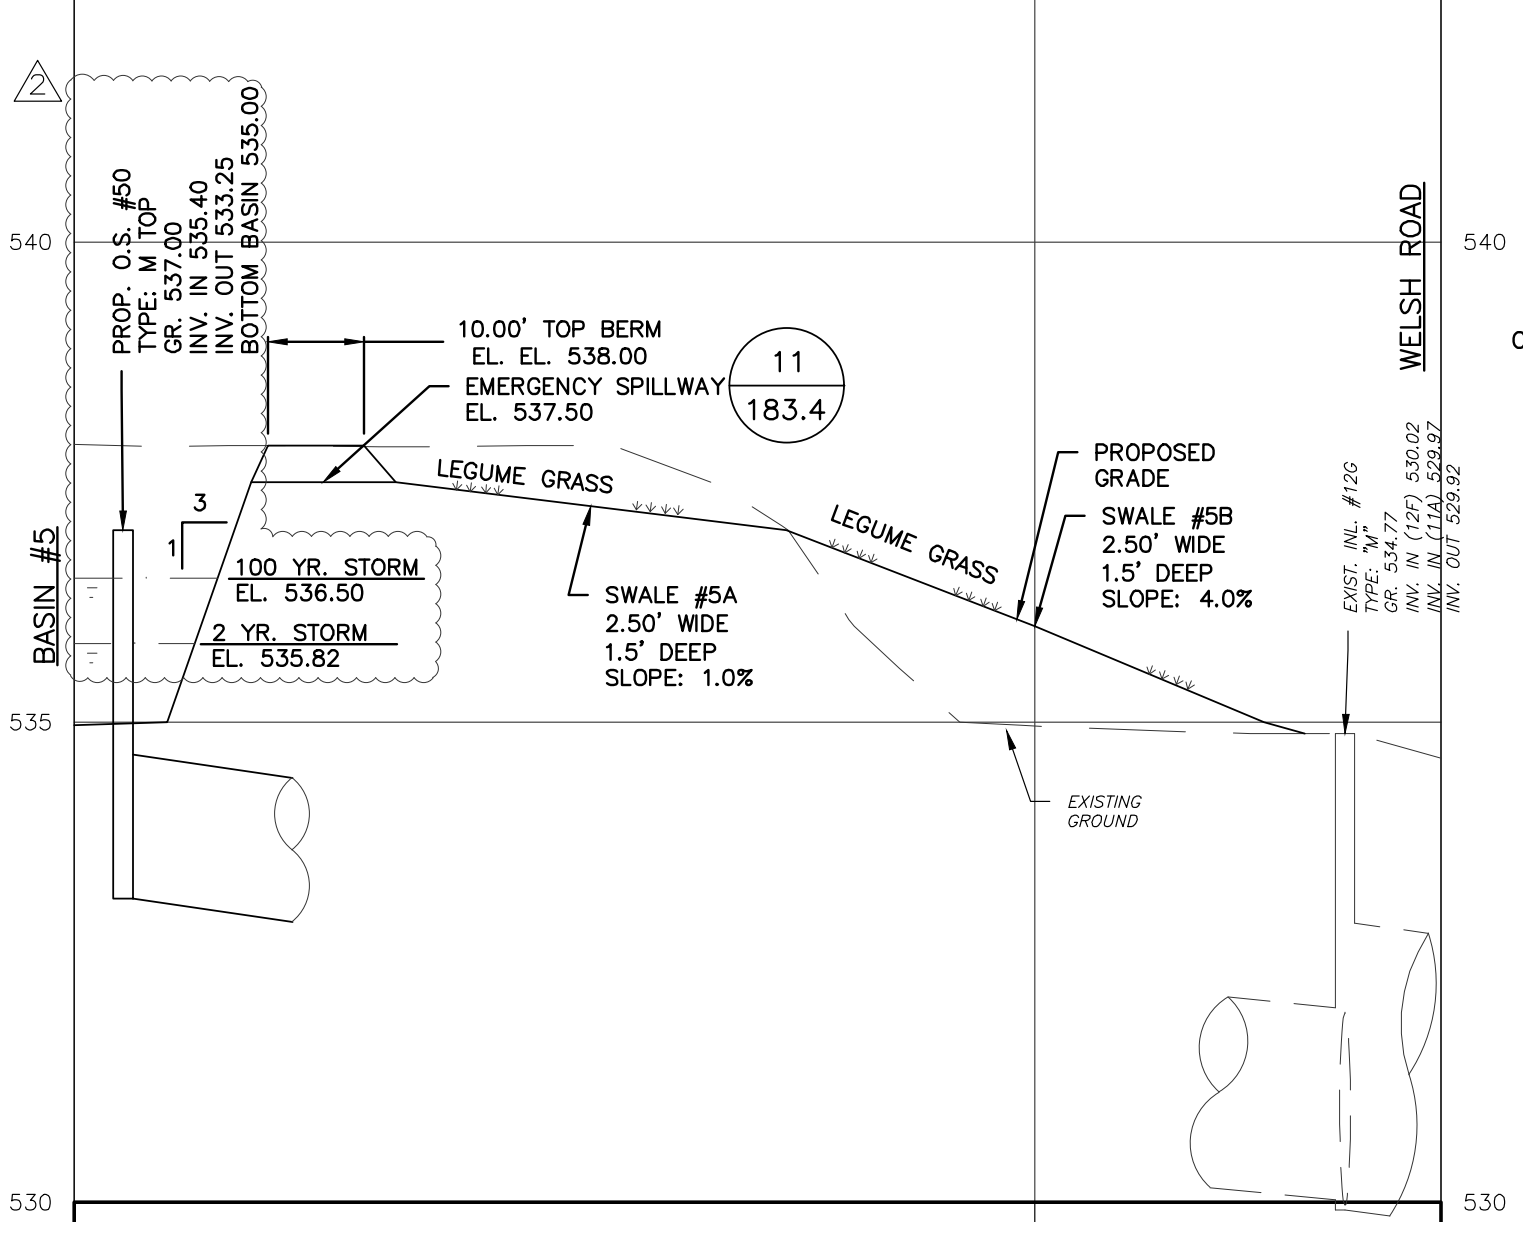 2
PROP. O.S. #50
TYPE: M TOP
GR. 537.00
INV. IN 535.40
INV. OUT 533.25
BOTTOM BASIN 535.00
540
540
WELSH ROAD
10.00' TOP BERM
EL. EL. 538.00
EMERGENCY SPILLWAY
EL. 537.50
11
183.4
LEGUME GRASS
LEGUME GRASS
PROPOSED
GRADE
SWALE #5B
2.50' WIDE
1.5' DEEP
SLOPE: 4.0%
EXIST. INL. #12G
TYPE: "M"
GR. 534.77
INV. IN (12F) 530.02
INV. IN (11A) 529.97
INV. OUT 529.92
BASIN #5
3
1
100 YR. STORM
EL. 536.50
2 YR. STORM
EL. 535.82
SWALE #5A
2.50' WIDE
1.5' DEEP
SLOPE: 1.0%
535
EXISTING
GROUND
530
530